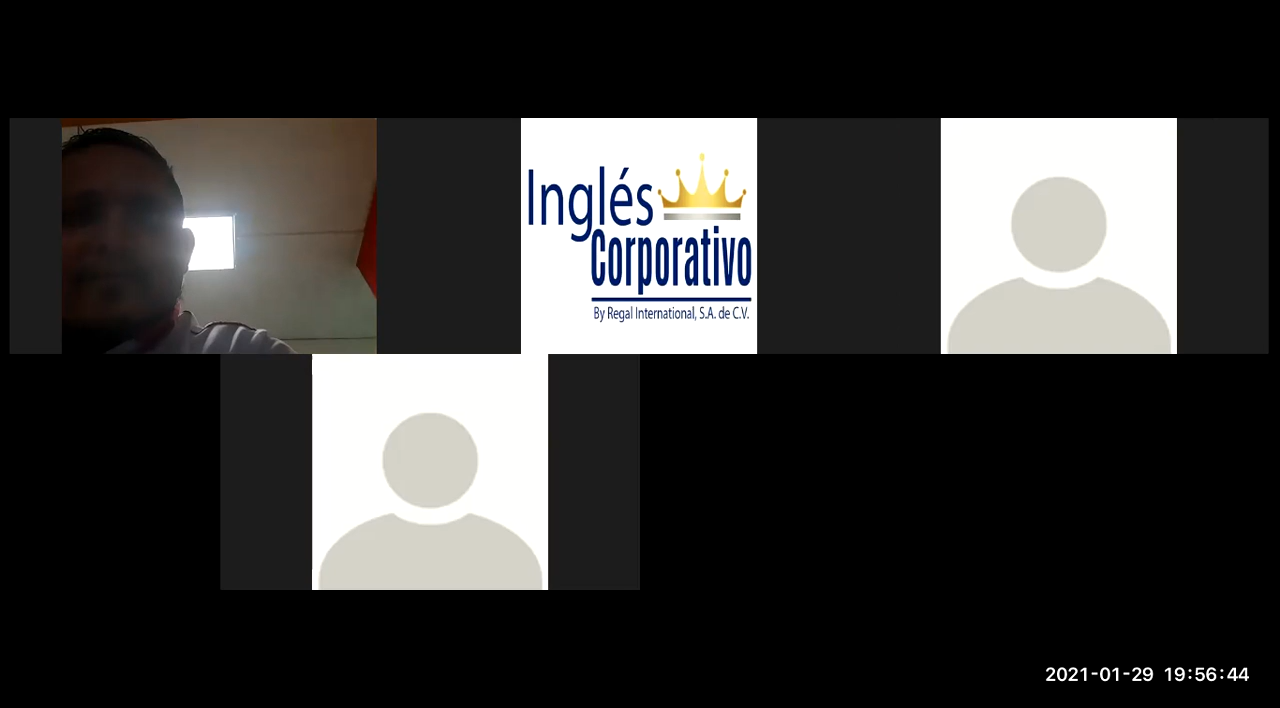 Inglés
Corporativo
By Regal International, S.A. de C.V.
2021-01-29 19:56:44